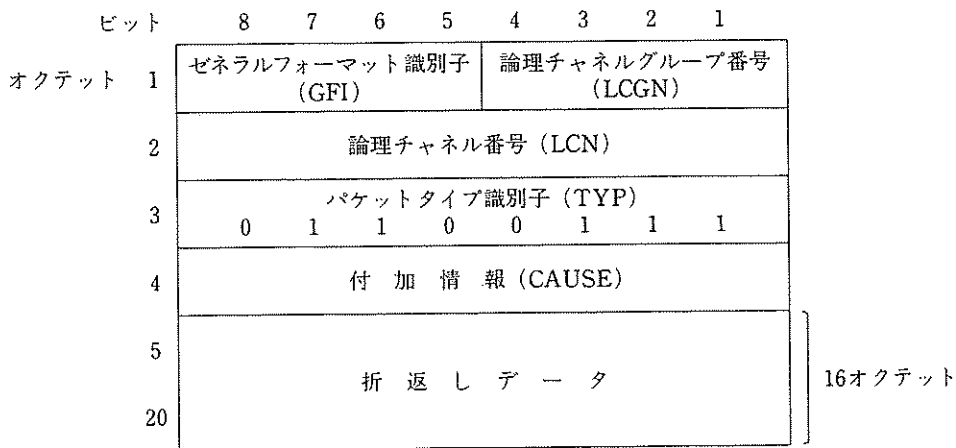 ビット 8 7 6 5 4 3 2 1
オクテット 1 ゼネラルフォーマット識別子 論理チャネルグループ番号
(GFI) (LCGN)
2 論理チャネル番号 (LCN)
パケットタイプ識別子 (TYP)
3 0 1 1 0 0 1 1 1
4 付加情報 (CAUSE)
5
折返しデータ 16オクテット
20